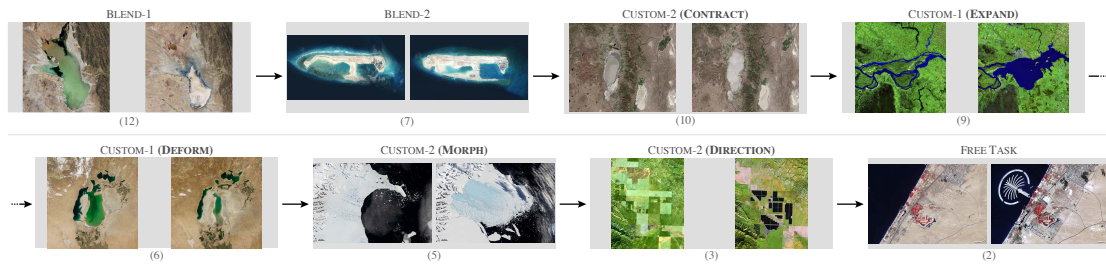 BLEND-1
BLEND-2
CUSTOM-2 (CONTRACT)
CUSTOM-1 (EXPAND)
(12)
(7)
(10)
(9)
CUSTOM-1 (DEFORM)
CUSTOM-2 (MORPH)
CUSTOM-2 (DIRECTION)
FREE TASK
(6)
(5)
(3)
(2)